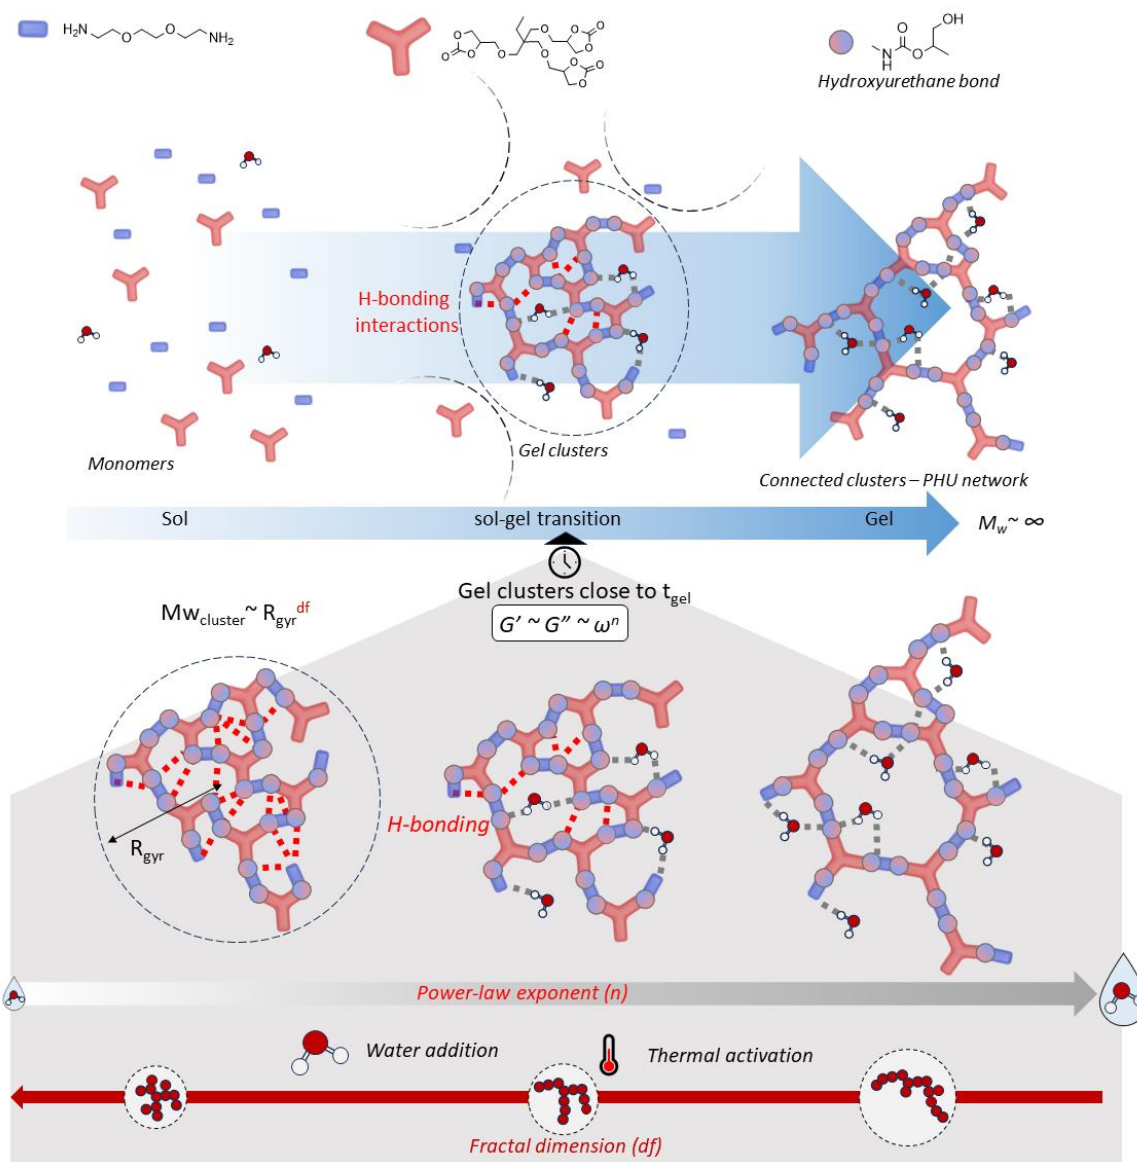 H₂N
O
O
NH₂
O
O
O
O
O
O
O
O
O
O
O
O
OH
O
N
H
O
Hydroxyurethane bond
H-bonding
interactions
Monomers
Gel clusters
Connected clusters – PHU network
Sol
sol-gel transition
Gel
Mw~ ∞
Gel clusters close to tgel
Mwcluster~ Rgyrdf
G’ ~ G’’ ~ ωⁿ
H-bonding
Rgyr
Power-law exponent (n)
Water addition
Thermal activation
Fractal dimension (df)